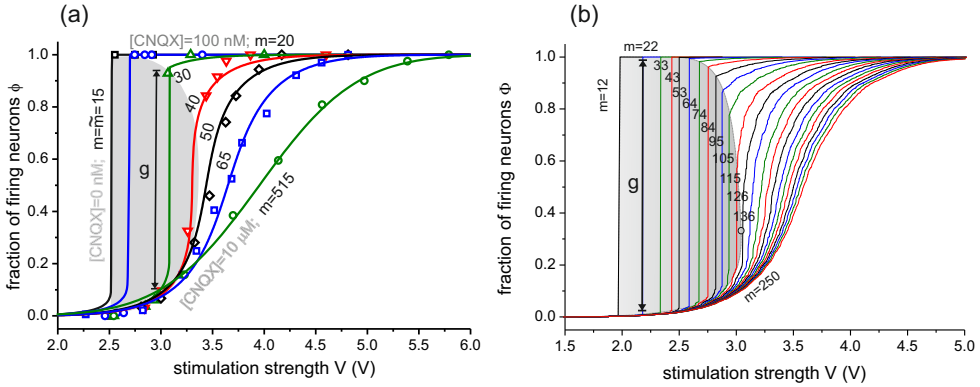 (a)
[CNQX]=100 nM; m=20
1.0
0.8
0.6
0.4
0.2
0.0
fraction of firing neurons ϕ
[CNQX]=0 nM; m=m̃=15
g
30
40
50
65
m=515
[CNQX]=10 µM;
2.0 2.5 3.0 3.5 4.0 4.5 5.0 5.5 6.0
stimulation strength V (V)
(b)
m=22
1.0
0.8
0.6
0.4
0.2
0.0
fraction of firing neurons Φ
m=12
g
33
43
53
64
74
84
95
105
115
126
136
m=250
1.5 2.0 2.5 3.0 3.5 4.0 4.5 5.0
stimulation strength V (V)